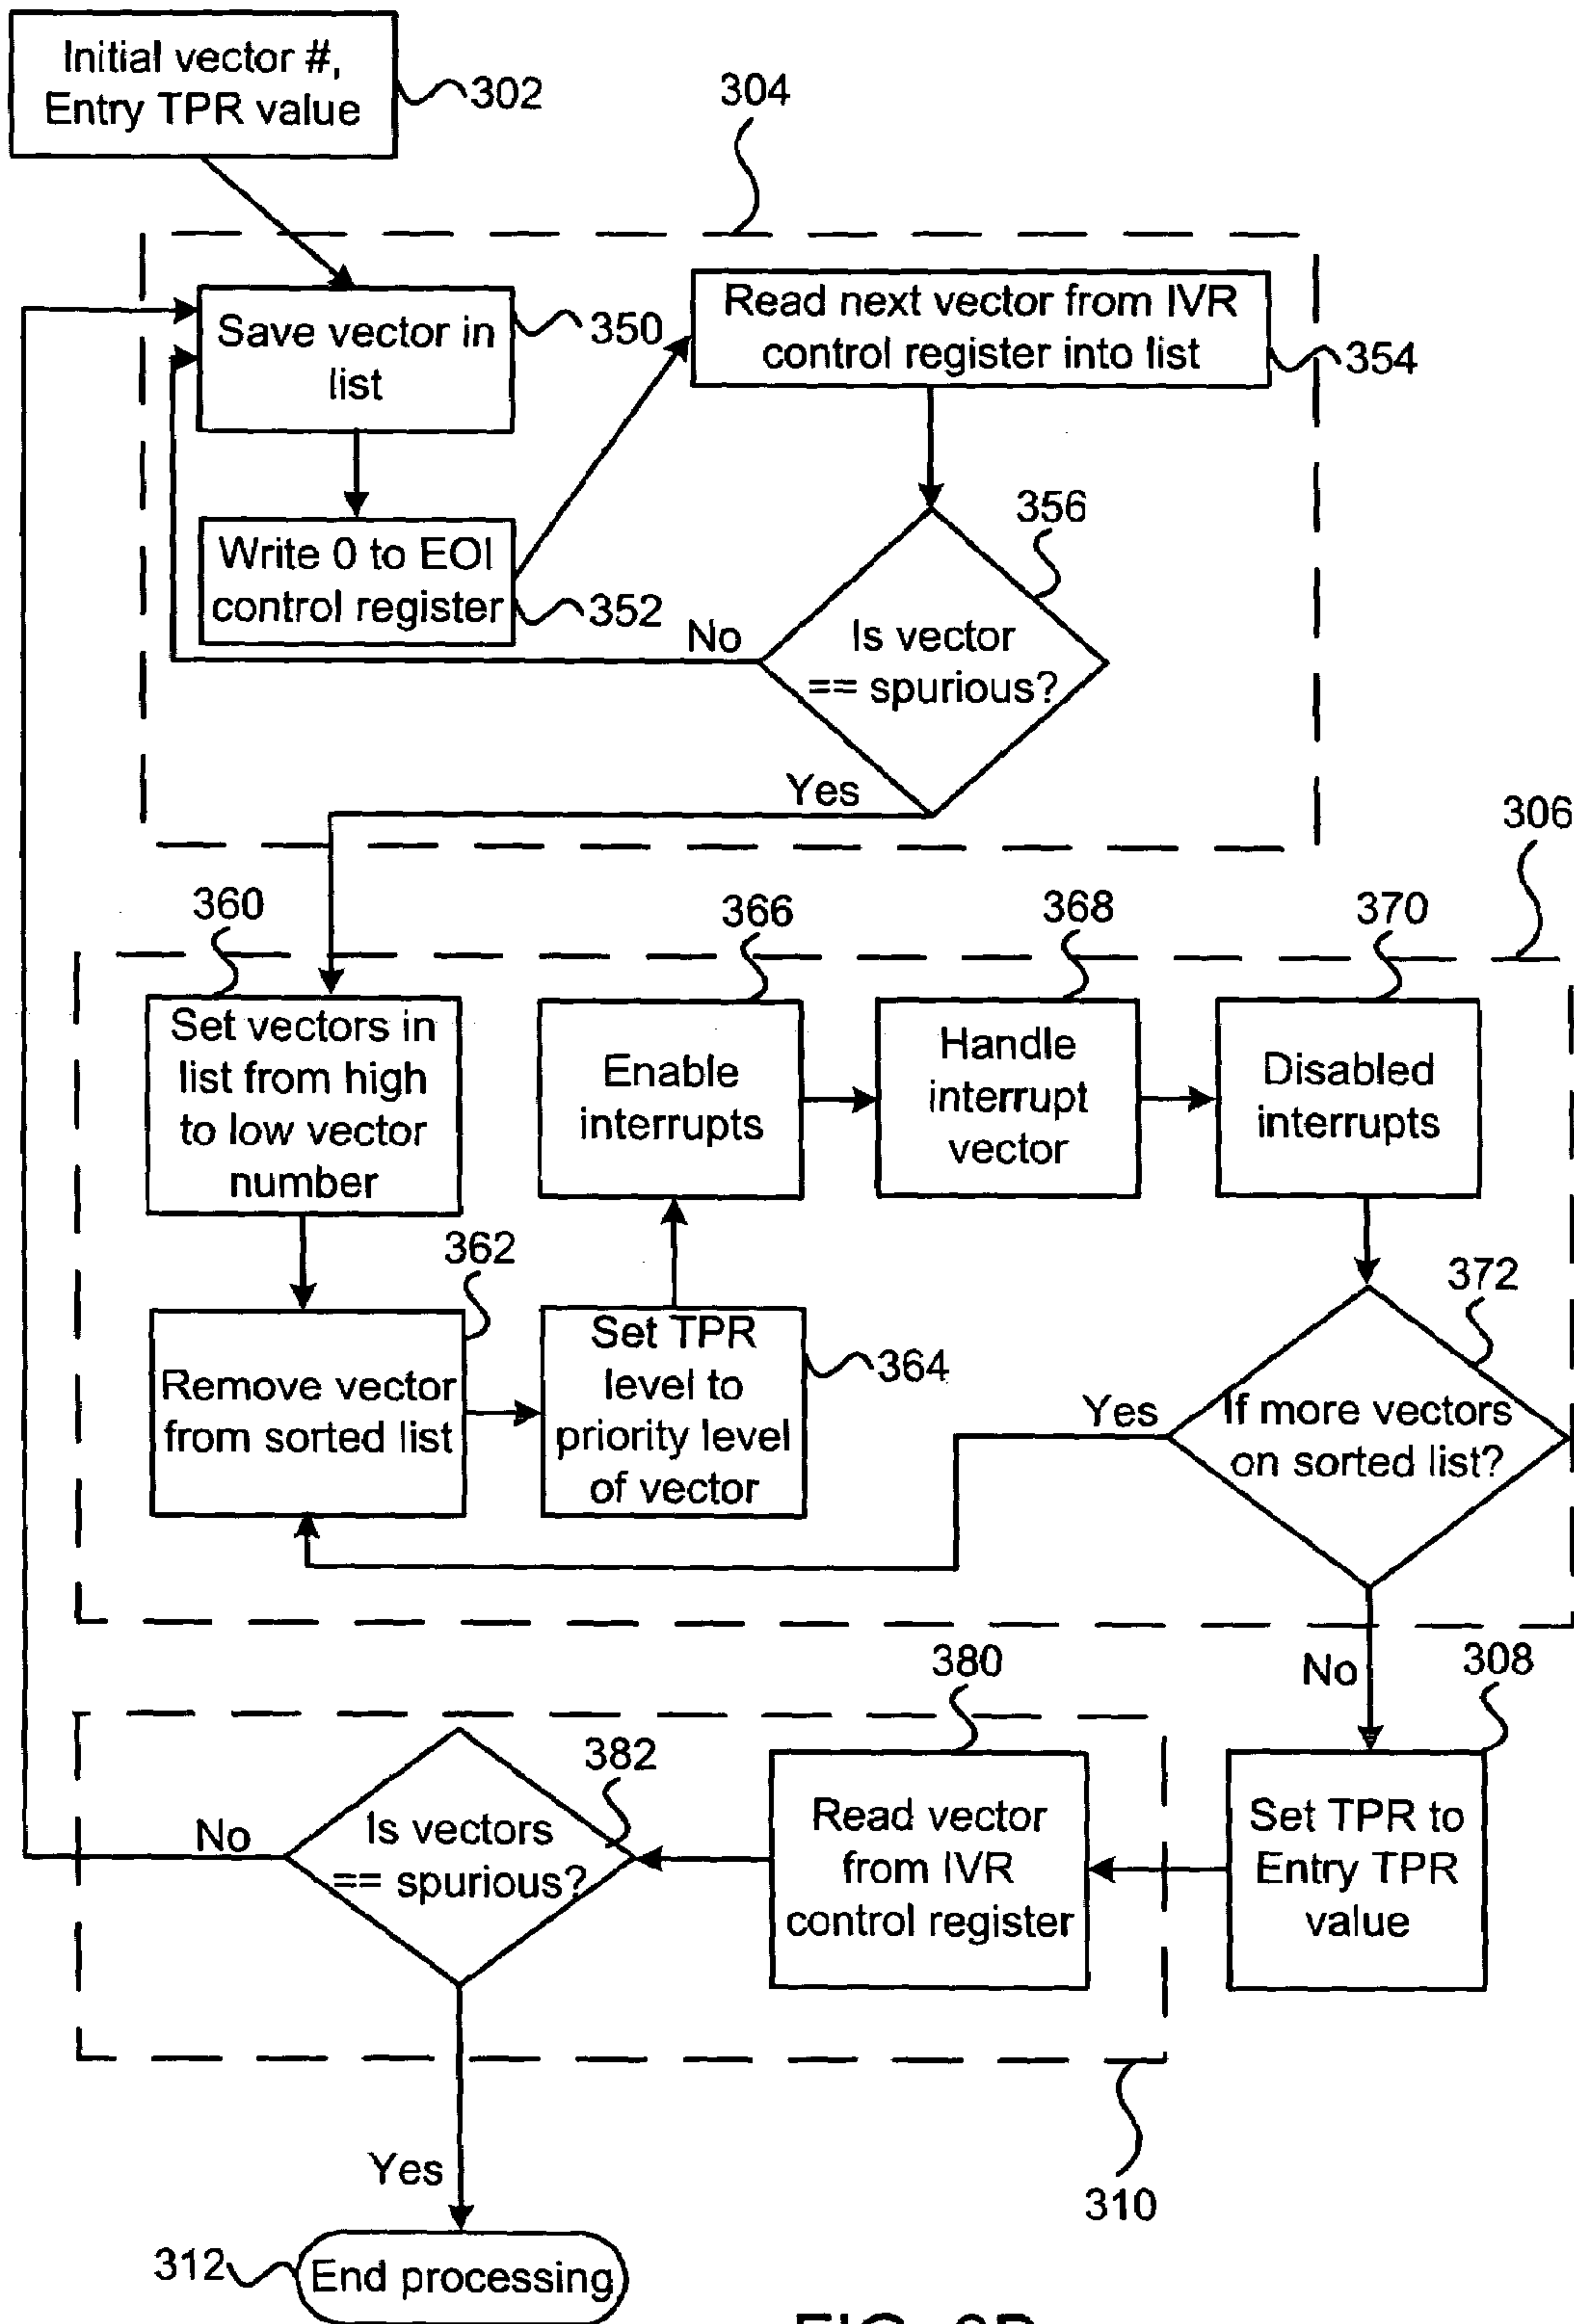 Initial vector #,
Entry TPR value
302
304
Save vector in
list
350
Read next vector from IVR
control register into list
354
Write 0 to EOI
control register
352
356
Is vector
== spurious?
No
Yes
306
360
366
368
370
Set vectors in
list from high
to low vector
number
Enable
interrupts
Handle
interrupt
vector
Disabled
interrupts
362
372
Remove vector
from sorted list
Set TPR
level to
priority level
of vector
364
Yes
If more vectors
on sorted list?
No
308
380
382
Is vectors
== spurious?
No
Read vector
from IVR
control register
Set TPR to
Entry TPR
value
Yes
310
312
End processing